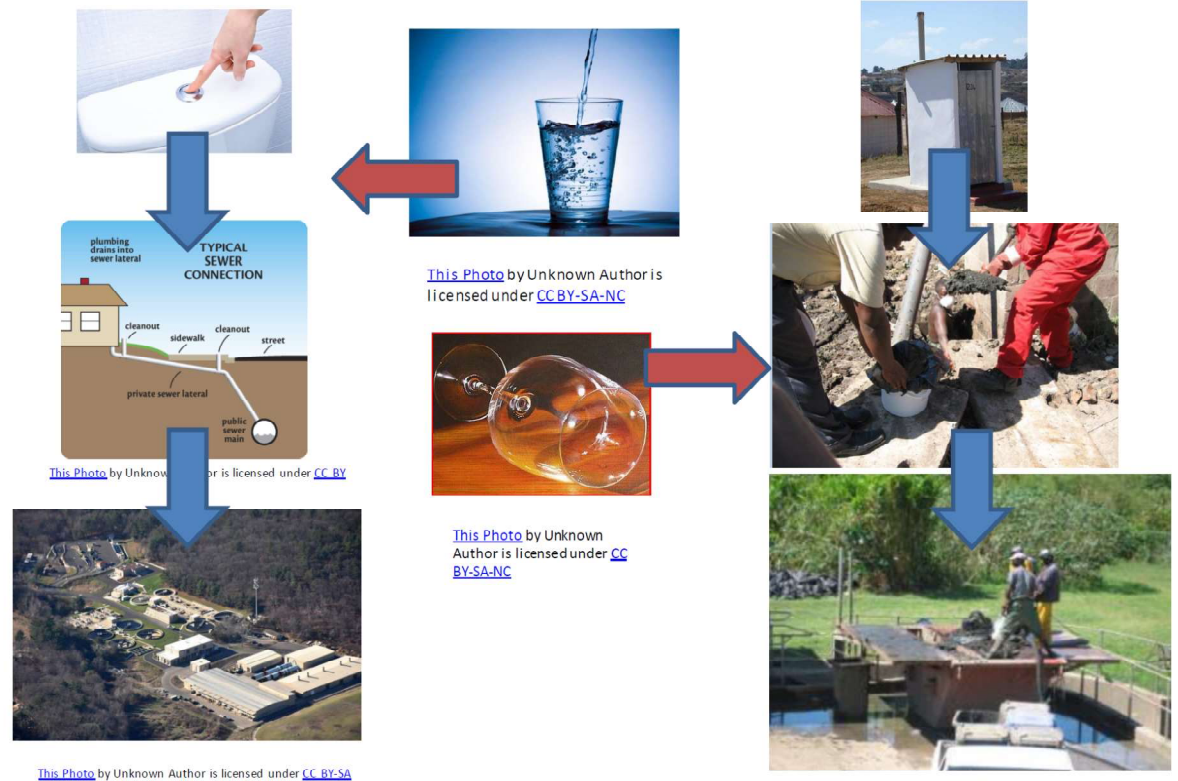 plumbing
drains into
sewer lateral
TYPICAL
SEWER
CONNECTION
cleanout
sidewalk
cleanout
street
private sewer lateral
public
sewer
main
This Photo by Unknow or is licensed under CC BY
This Photo by Unknown Author is licensed under CC BY-SA
This Photo by Unknown Author is
licensed under CC BY-SA-NC
This Photo by Unknown
Author is licensed under CC
BY-SA-NC